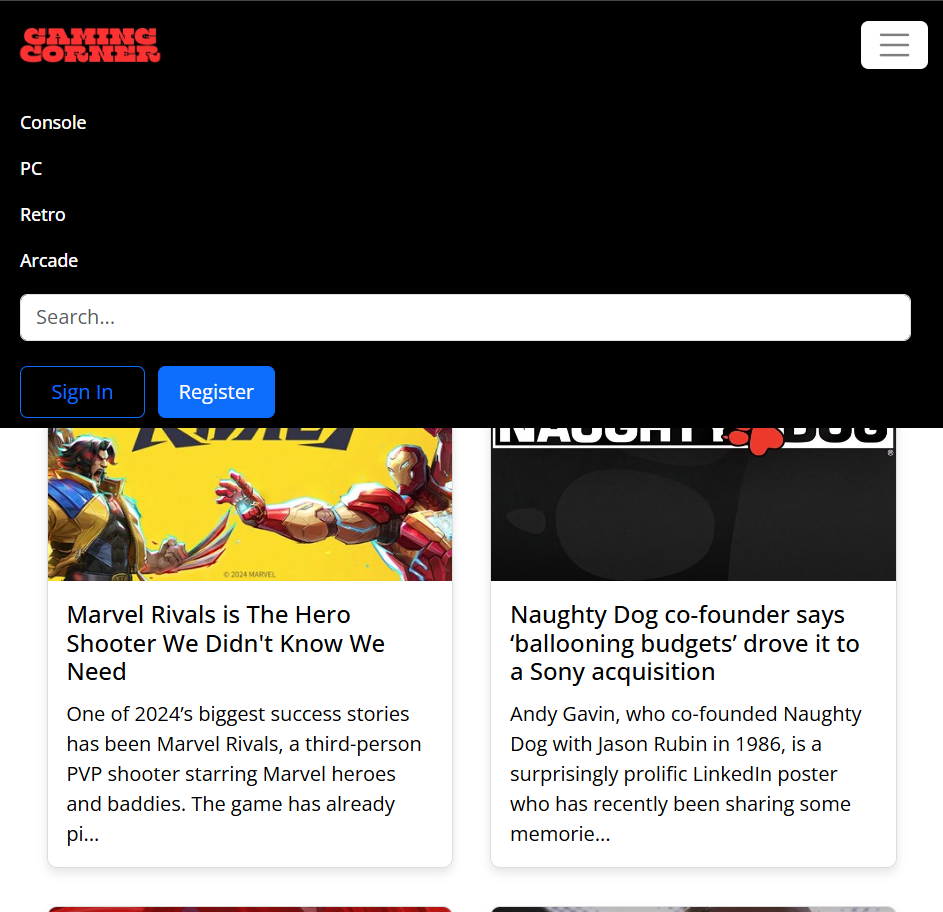 GAMING
CORNER
Console
PC
Retro
Arcade
Search...
Sign In
Register
RIVALS
NAUGHTY DOG
®
© 2024 MARVEL
Marvel Rivals is The Hero
Shooter We Didn't Know We
Need
One of 2024’s biggest success stories
has been Marvel Rivals, a third-person
PVP shooter starring Marvel heroes
and baddies. The game has already
pi...
Naughty Dog co-founder says
‘ballooning budgets’ drove it to
a Sony acquisition
Andy Gavin, who co-founded Naughty
Dog with Jason Rubin in 1986, is a
surprisingly prolific LinkedIn poster
who has recently been sharing some
memorie...